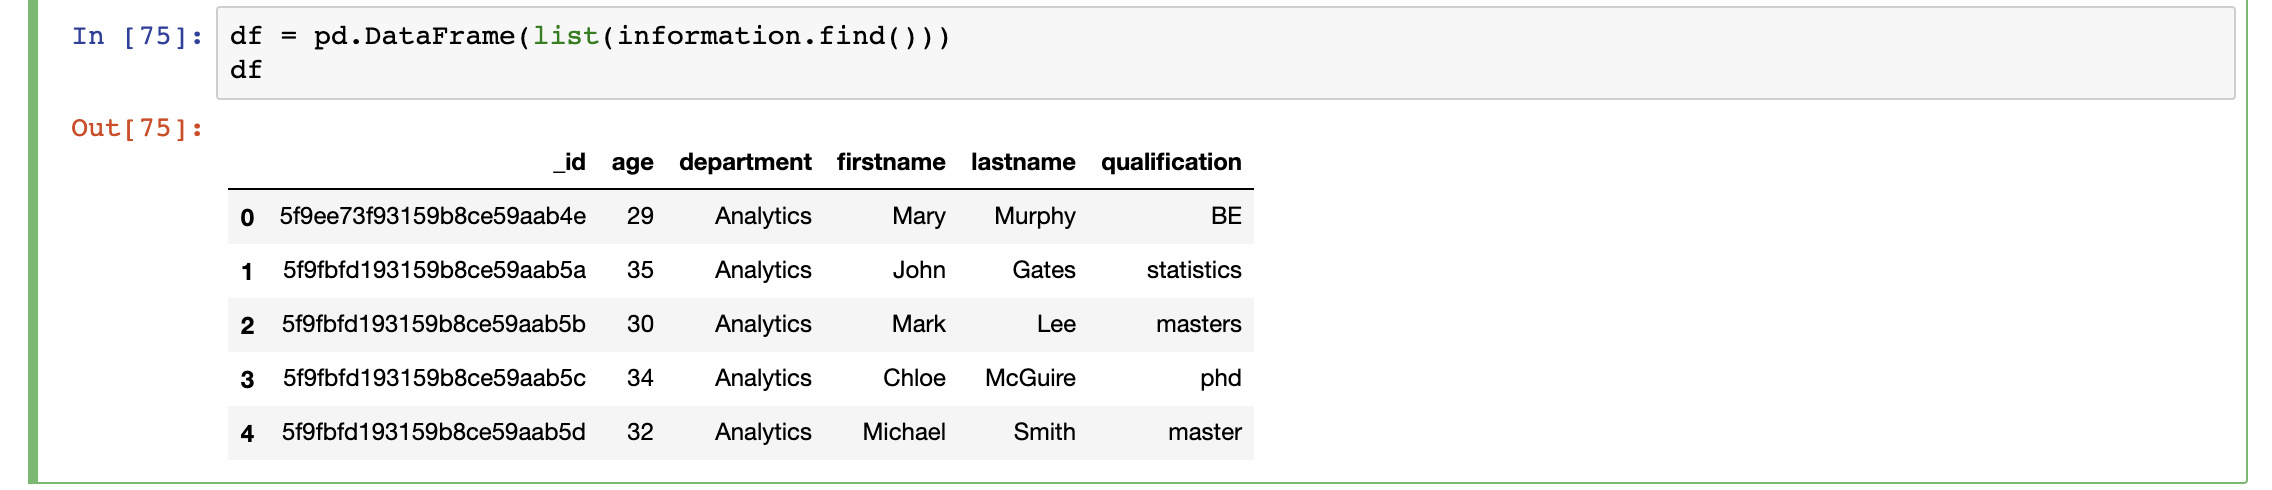 In [75]: df = pd.DataFrame(list(information.find()))
df
Out[75]:
_id age department firstname lastname qualification
0 5f9ee73f93159b8ce59aab4e 29 Analytics Mary Murphy BE
1 5f9fbfd193159b8ce59aab5a 35 Analytics John Gates statistics
2 5f9fbfd193159b8ce59aab5b 30 Analytics Mark Lee masters
3 5f9fbfd193159b8ce59aab5c 34 Analytics Chloe McGuire phd
4 5f9fbfd193159b8ce59aab5d 32 Analytics Michael Smith master